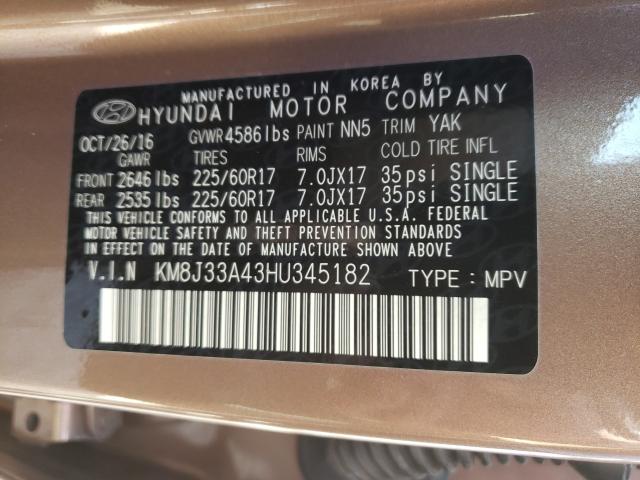 MANUFACTURED IN KOREA BY
HYUNDAI MOTOR COMPANY
OCT/26/16 GVWR 4586 lbs PAINT NN5 TRIM YAK
GAWR TIRES RIMS COLD TIRE INFL
FRONT 2646 lbs 225/60R17 7.0JX17 35psi SINGLE
REAR 2535 lbs 225/60R17 7.0JX17 35psi SINGLE
THIS VEHICLE CONFORMS TO ALL APPLICABLE U.S.A. FEDERAL
MOTOR VEHICLE SAFETY BUMPER, AND THEFT PREVENTION STANDARDS
IN EFFECT ON THE DATE OF MANUFACTURE SHOWN ABOVE.
V.I.N KM8J33A43HU345182 TYPE : MPV